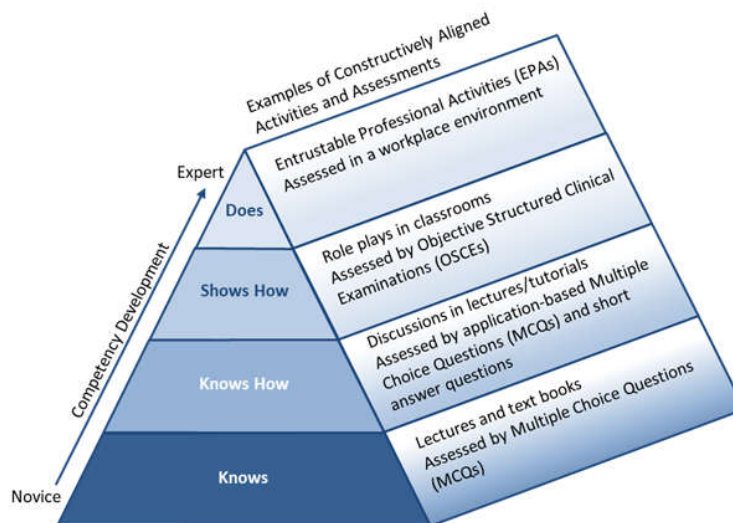 Examples of Constructively Aligned
Activities and Assessments
Expert
Does
Entrustable Professional Activities (EPAs)
Assessed in a workplace environment
Shows How
Role plays in classrooms
Assessed by Objective Structured Clinical
Examinations (OSCEs)
Competency Development
Knows How
Discussions in lectures/tutorials
Assessed by application-based Multiple
Choice Questions (MCQs) and short
answer questions
Novice
Knows
Lectures and text books
Assessed by Multiple Choice Questions
(MCQs)